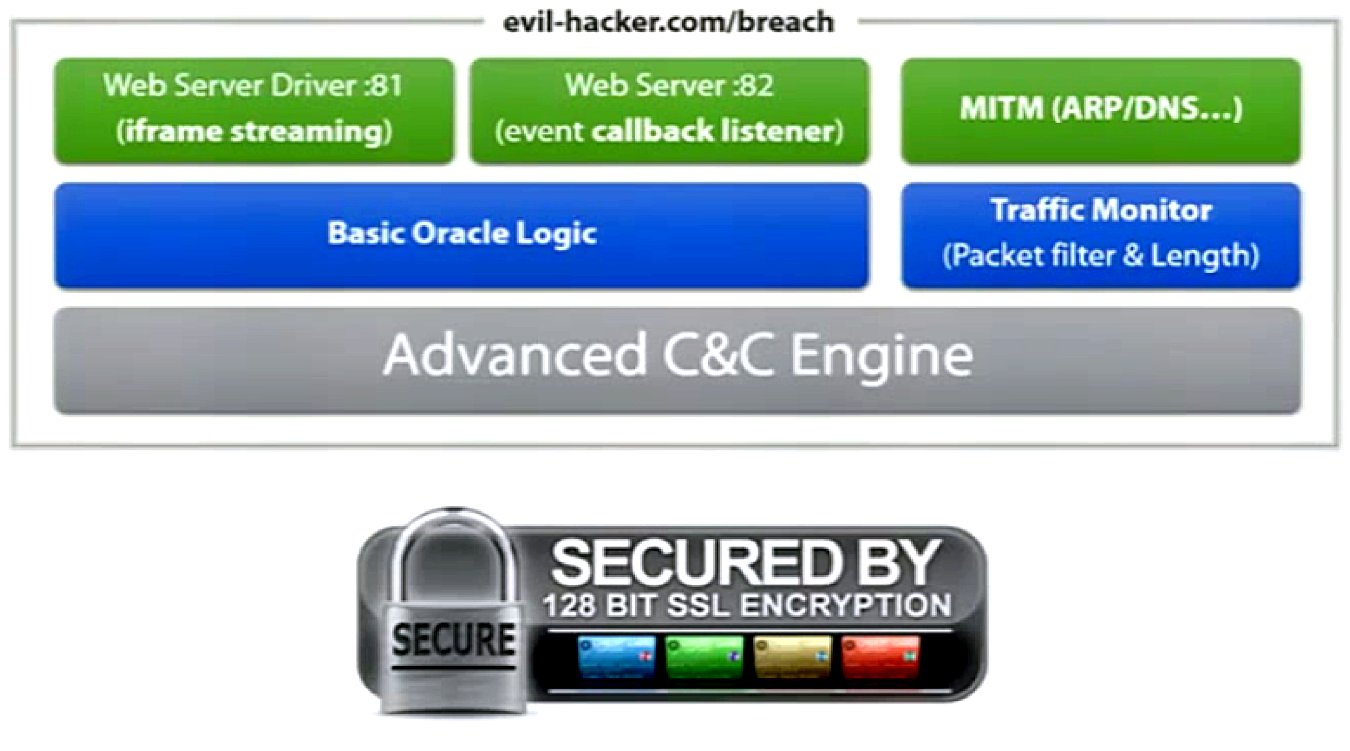 evil-hacker.com/breach
Web Server Driver :81
(iframe streaming)
Web Server :82
(event callback listener)
MITM (ARP/DNS...)
Basic Oracle Logic
Traffic Monitor
(Packet filter & Length)
Advanced C&C Engine
SECURED BY
128 BIT SSL ENCRYPTION
SECURE